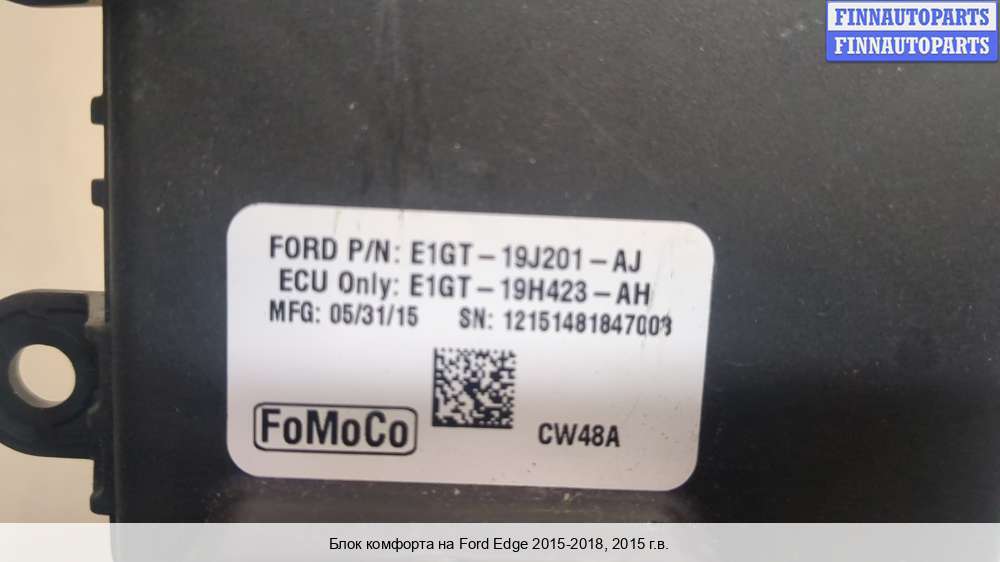 FINNAUTOPARTS
FINNAUTOPARTS
FORD P/N: E1GT-19J201-AJ
ECU Only: E1GT-19H423-AH
MFG: 05/31/15 SN: 12151481847003
FoMoCo
CW48A
Блок комфорта на Ford Edge 2015-2018, 2015 г.в.